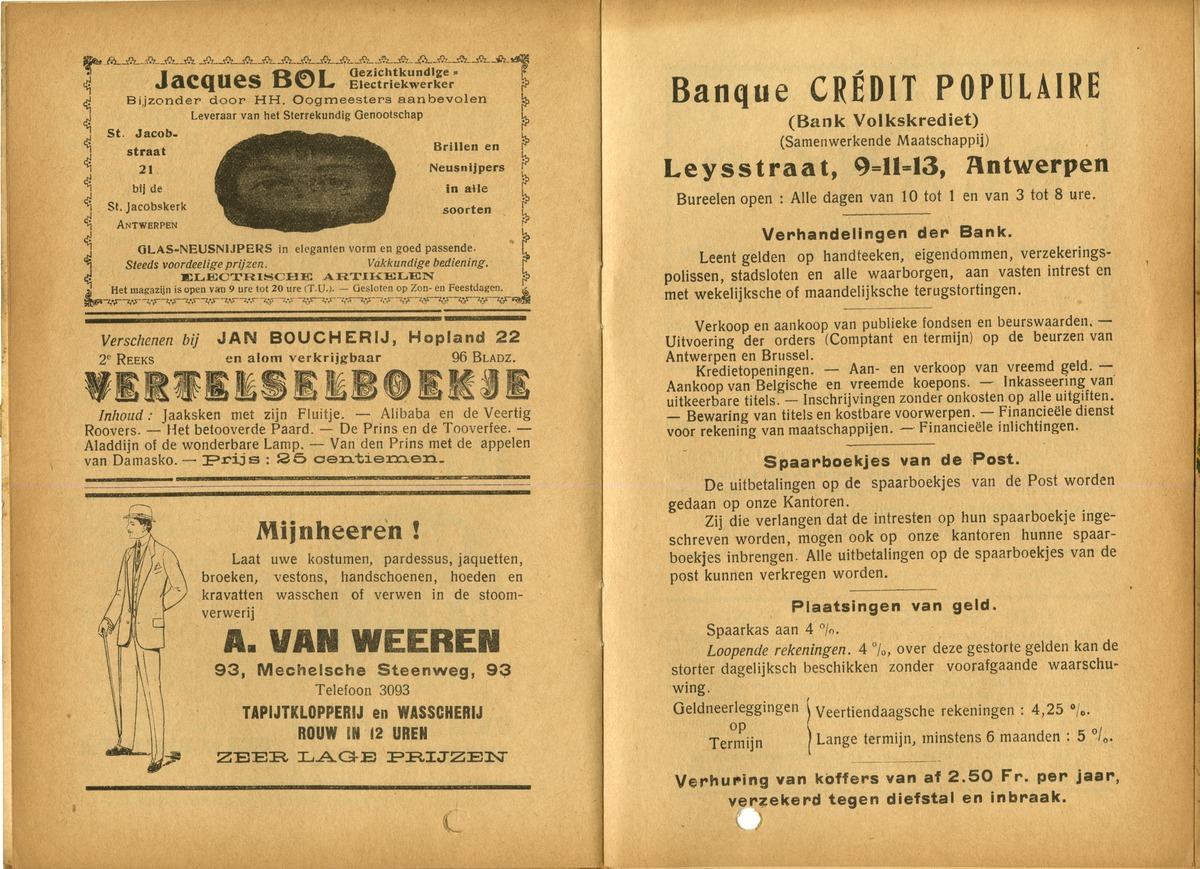 Jacques BOL Gezichtkundige =
Electriekwerker
Bijzonder door HH. Oogmeesters aanbevolen
Leveraar van het Sterrekundig Genootschap
St. Jacob-
straat
21
bij de
St. Jacobskerk
ANTWERPEN
Brillen en
Neusnijpers
in alle
soorten
GLAS=NEUSNIJPERS in eleganten vorm en goed passende.
Steeds voordeelige prijzen. Vakkundige bediening.
ELECTRISCHE ARTIKELEN
Het magazijn is open van 9 ure tot 20 ure (T.U.). — Gesloten op Zon- en Feestdagen.
Verschenen bij JAN BOUCHERIJ, Hopland 22
2e REEKS en alom verkrijgbaar 96 BLADZ.
VERTELSELBOEKJE
Inhoud : Jaaksken met zijn Fluitje. — Alibaba en de Veertig
Roovers. — Het betooverde Paard. — De Prins en de Tooverfee. —
Aladdijn of de wonderbare Lamp. — Van den Prins met de appelen
van Damasko. — Prijs : 25 centiemen.
Mijnheeren !
Laat uwe kostumen, pardessus, jaquetten,
broeken, vestons, handschoenen, hoeden en
kravatten wasschen of verwen in de stoom-
verwerij
A. VAN WEEREN
93, Mechelsche Steenweg, 93
Telefoon 3093
TAPIJTKLOPPERIJ en WASSCHERIJ
ROUW IN 12 UREN
ZEER LAGE PRIJZEN
Banque CRÉDIT POPULAIRE
(Bank Volkskrediet)
(Samenwerkende Maatschappij)
Leysstraat, 9=11=13, Antwerpen
Bureelen open : Alle dagen van 10 tot 1 en van 3 tot 8 ure.
Verhandelingen der Bank.
Leent gelden op handteeken, eigendommen, verzekerings-
polissen, stadsloten en alle waarborgen, aan vasten intrest en
met wekelijksche of maandelijksche terugstortingen.
Verkoop en aankoop van publieke fondsen en beurswaarden. —
Uitvoering der orders (Comptant en termijn) op de beurzen van
Antwerpen en Brussel.
Kredietopeningen. — Aan- en verkoop van vreemd geld. —
Aankoop van Belgische en vreemde koepons. — Inkasseering van
uitkeerbare titels. — Inschrijvingen zonder onkosten op alle uitgiften.
— Bewaring van titels en kostbare voorwerpen. — Financieële dienst
voor rekening van maatschappijen. — Financieële inlichtingen.
Spaarboekjes van de Post.
De uitbetalingen op de spaarboekjes van de Post worden
gedaan op onze Kantoren.
Zij die verlangen dat de intresten op hun spaarboekje inge-
schreven worden, mogen ook op onze kantoren hunne spaar-
boekjes inbrengen. Alle uitbetalingen op de spaarboekjes van de
post kunnen verkregen worden.
Plaatsingen van geld.
Spaarkas aan 4 %.
Loopende rekeningen. 4 %, over deze gestorte gelden kan de
storter dagelijksch beschikken zonder voorafgaande waarschu-
wing.
Geldneerleggingen
op
Termijn
Veertiendaagsche rekeningen : 4,25 %.
Lange termijn, minstens 6 maanden : 5 %.
Verhuring van koffers van af 2.50 Fr. per jaar,
verzekerd tegen diefstal en inbraak.